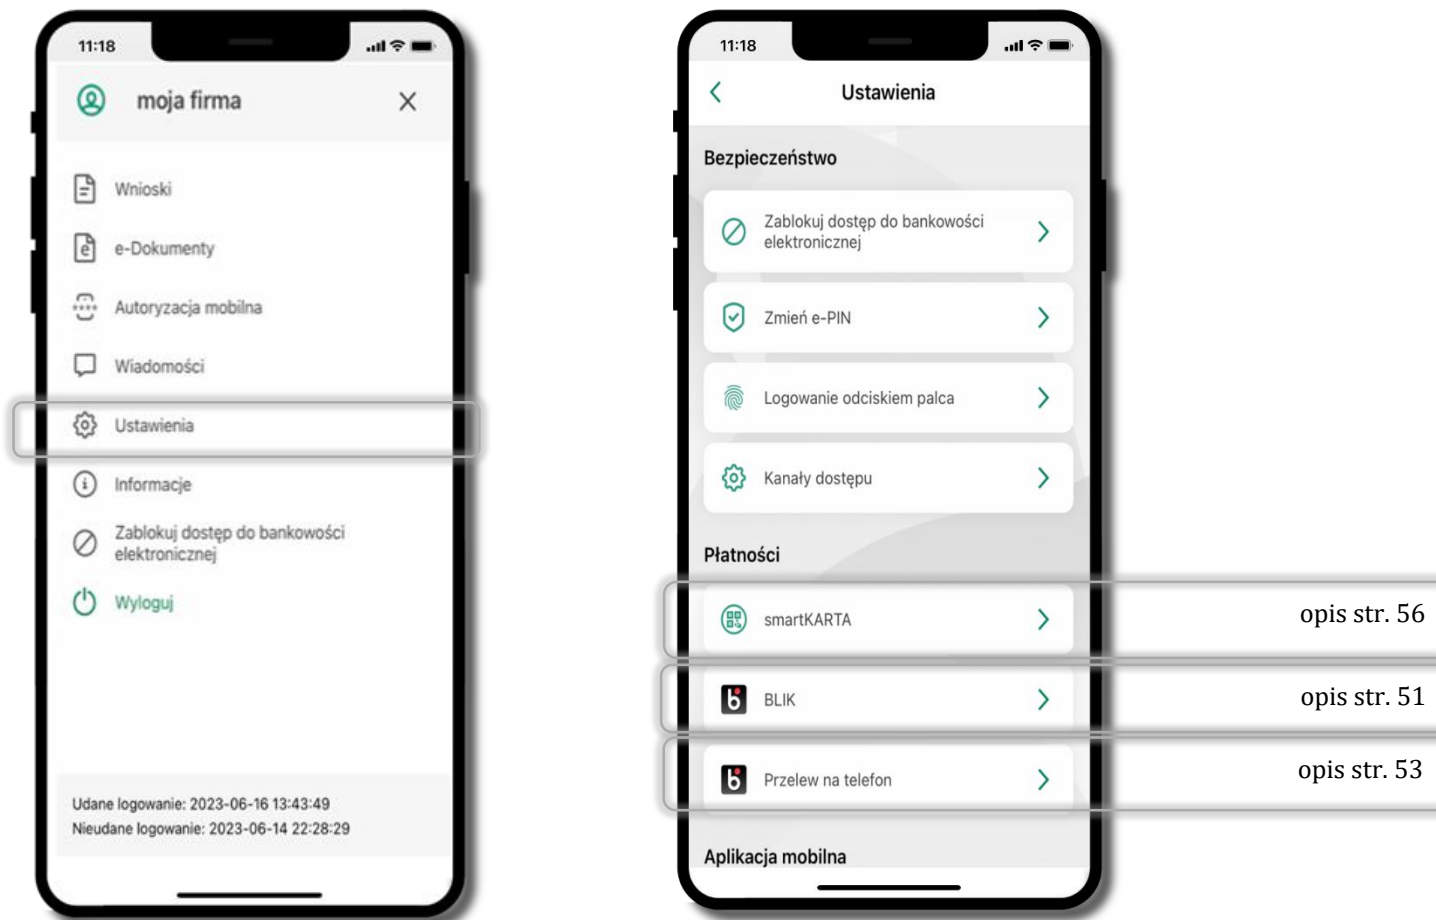 11:18
moja firma
Wnioski
e-Dokumenty
Autoryzacja mobilna
Wiadomości
Ustawienia
Informacje
Zablokuj dostęp do bankowości
elektronicznej
Wyloguj
Udane logowanie: 2023-06-16 13:43:49
Nieudane logowanie: 2023-06-14 22:28:29
11:18
Ustawienia
Bezpieczeństwo
Zablokuj dostęp do bankowości
elektronicznej
Zmień e-PIN
Logowanie odciskiem palca
Kanały dostępu
Płatności
smartKARTA
opis str. 56
BLIK
opis str. 51
Przelew na telefon
opis str. 53
Aplikacja mobilna